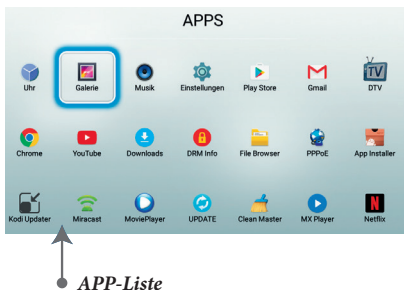 APPS
Uhr Galerie Musik Einstellungen Play Store Gmail DTV
Chrome YouTube Downloads DRM Info File Browser PPPoE App Installer
Kodi Updater Miracast MoviePlayer UPDATE Clean Master MX Player Netflix
APP-Liste